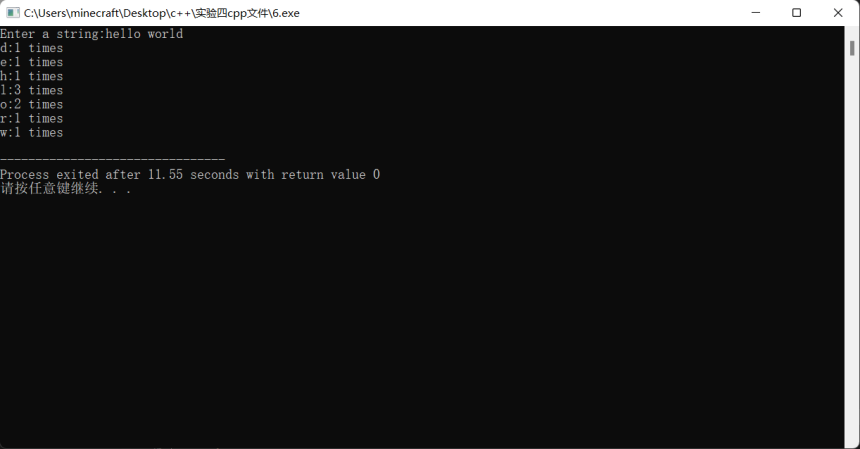 C:\Users\minecraft\Desktop\c++\实验四cpp文件\6.exe
Enter a string:hello world
d:1 times
e:1 times
h:1 times
l:3 times
o:2 times
r:1 times
w:1 times
--------------------------------
Process exited after 11.55 seconds with return value 0
请按任意键继续. . .